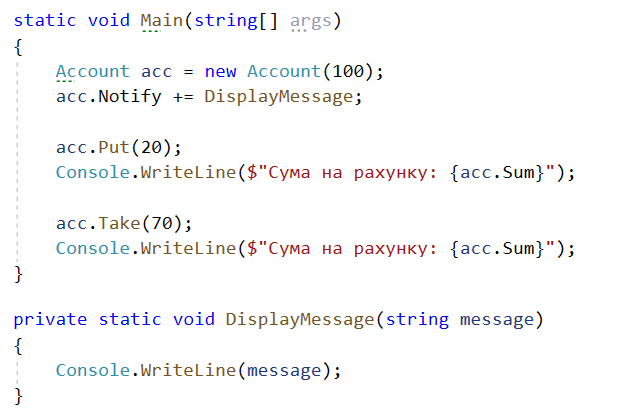 static void Main(string[] args)
{
    Account acc = new Account(100);
    acc.Notify += DisplayMessage;

    acc.Put(20);
    Console.WriteLine($"Сума на рахунку: {acc.Sum}");

    acc.Take(70);
    Console.WriteLine($"Сума на рахунку: {acc.Sum}");
}

private static void DisplayMessage(string message)
{
    Console.WriteLine(message);
}